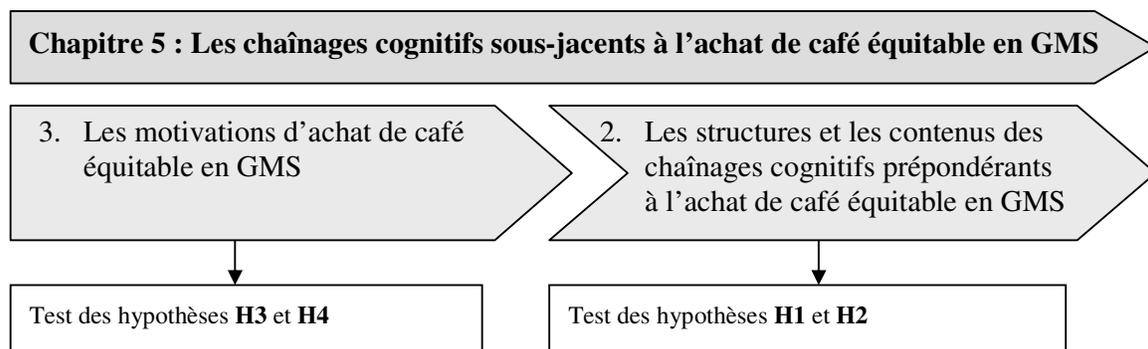 Chapitre 5 : Les chaînages cognitifs sous-jacents à l’achat de café équitable en GMS
3. Les motivations d’achat de café
équitable en GMS
2. Les structures et les contenus des
chaînages cognitifs prépondérants
à l’achat de café équitable en GMS
Test des hypothèses H3 et H4
Test des hypothèses H1 et H2